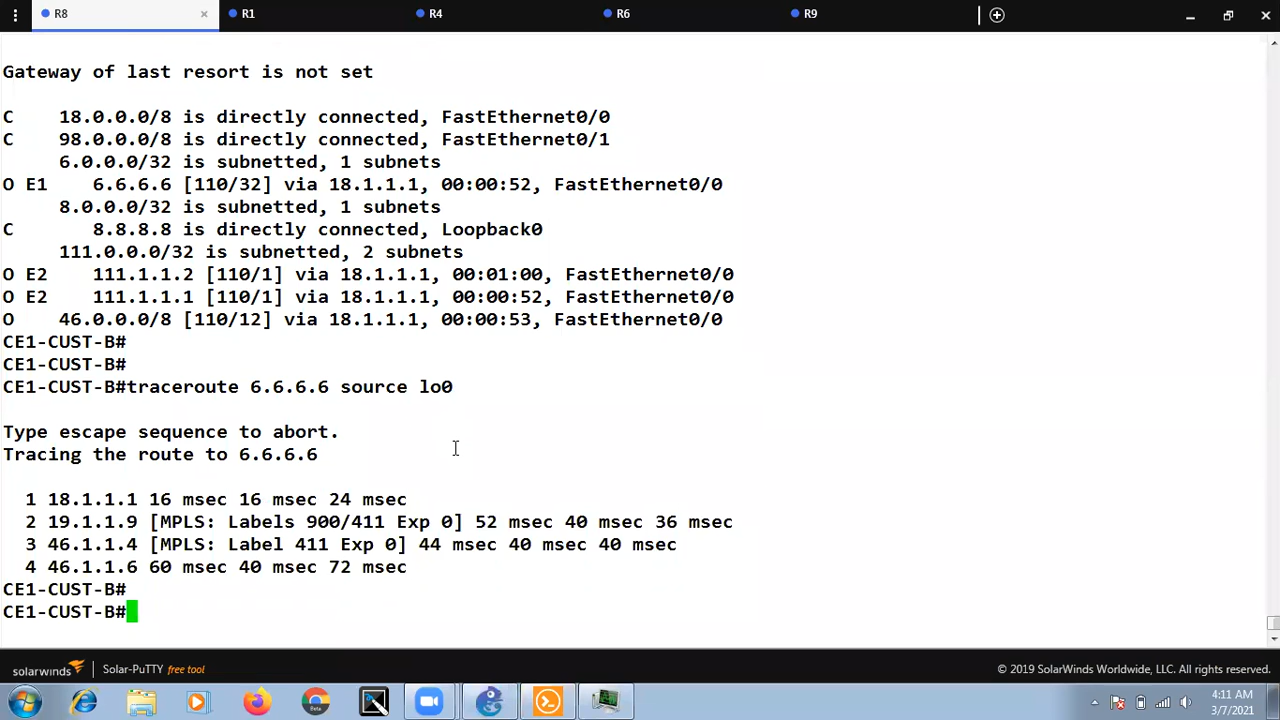 R8 × R1 R4 R6 R9
Gateway of last resort is not set
C 18.0.0.0/8 is directly connected, FastEthernet0/0
C 98.0.0.0/8 is directly connected, FastEthernet0/1
6.0.0.0/32 is subnetted, 1 subnets
O E1 6.6.6.6 [110/32] via 18.1.1.1, 00:00:52, FastEthernet0/0
8.0.0.0/32 is subnetted, 1 subnets
C 8.8.8.8 is directly connected, Loopback0
111.0.0.0/32 is subnetted, 2 subnets
O E2 111.1.1.2 [110/1] via 18.1.1.1, 00:01:00, FastEthernet0/0
O E2 111.1.1.1 [110/1] via 18.1.1.1, 00:00:52, FastEthernet0/0
O 46.0.0.0/8 [110/12] via 18.1.1.1, 00:00:53, FastEthernet0/0
CE1-CUST-B#
CE1-CUST-B#
CE1-CUST-B#traceroute 6.6.6.6 source lo0
Type escape sequence to abort.
Tracing the route to 6.6.6.6
1 18.1.1.1 16 msec 16 msec 24 msec
2 19.1.1.9 [MPLS: Labels 900/411 Exp 0] 52 msec 40 msec 36 msec
3 46.1.1.4 [MPLS: Label 411 Exp 0] 44 msec 40 msec 40 msec
4 46.1.1.6 60 msec 40 msec 72 msec
CE1-CUST-B#
CE1-CUST-B#
solarwinds Solar-PuTTY free tool © 2019 SolarWinds Worldwide, LLC. All rights reserved.
Beta
4:11 AM
3/7/2021